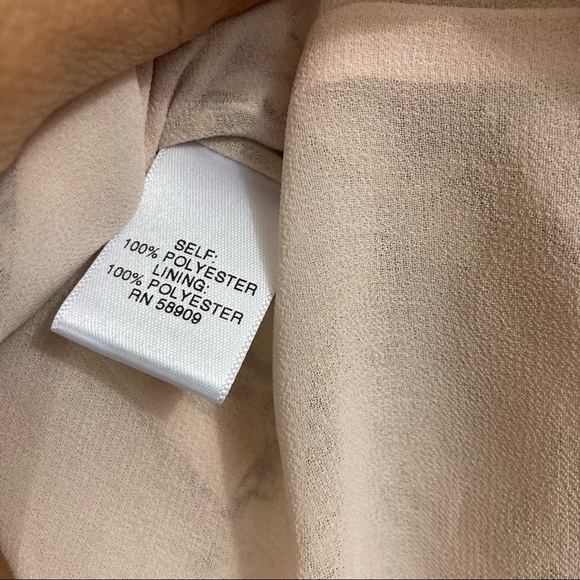 SELF:
100% POLYESTER
LINING:
100% POLYESTER
RN 58909